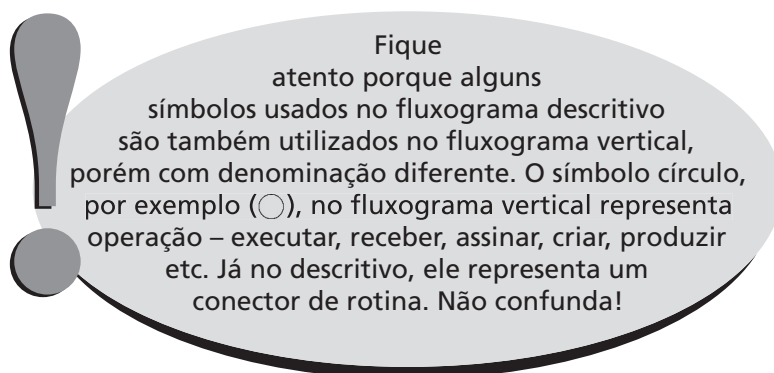 Fique
atento porque alguns
símbolos usados no fluxograma descritivo
são também utilizados no fluxograma vertical,
porém com denominação diferente. O símbolo círculo,
por exemplo (◯), no fluxograma vertical representa
operação – executar, receber, assinar, criar, produzir
etc. Já no descritivo, ele representa um
conector de rotina. Não confunda!